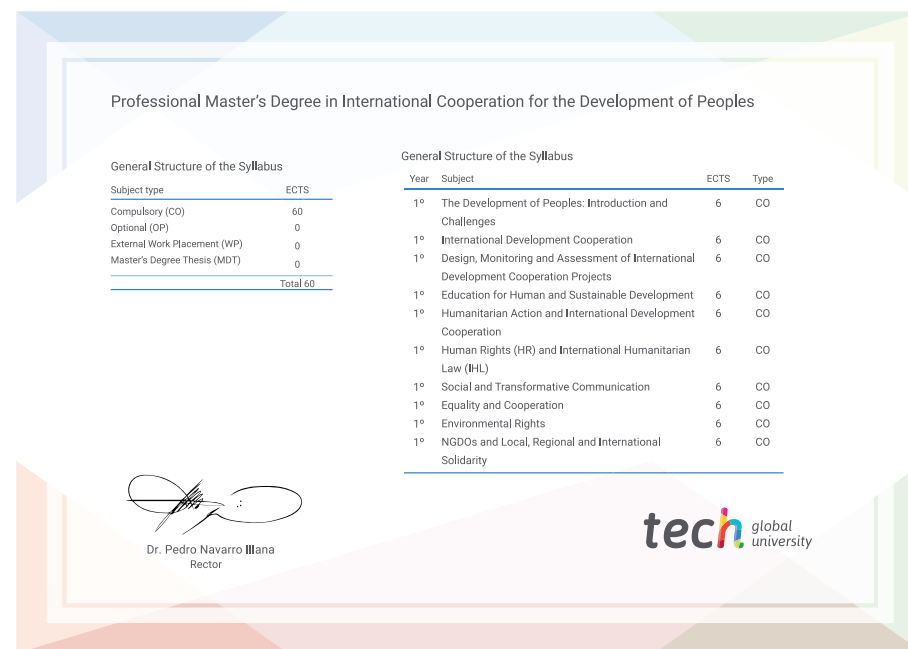 Professional Master's Degree in International Cooperation for the Development of Peoples
General Structure of the Syllabus
Subject type ECTS
Compulsory (CO) 60
Optional (OP) 0
External Work Placement (WP) 0
Master's Degree Thesis (MDT) 0
Total 60
General Structure of the Syllabus
Year Subject ECTS Type
1º The Development of Peoples: Introduction and 6 CO
Challenges
1º International Development Cooperation 6 CO
1º Design, Monitoring and Assessment of International 6 CO
Development Cooperation Projects
1º Education for Human and Sustainable Development 6 CO
1º Humanitarian Action and International Development 6 CO
Cooperation
1º Human Rights (HR) and International Humanitarian 6 CO
Law (IHL)
1º Social and Transformative Communication 6 CO
1º Equality and Cooperation 6 CO
1º Environmental Rights 6 CO
1º NGDOs and Local, Regional and International 6 CO
Solidarity
Dr. Pedro Navarro Illana
Rector
tech global
university